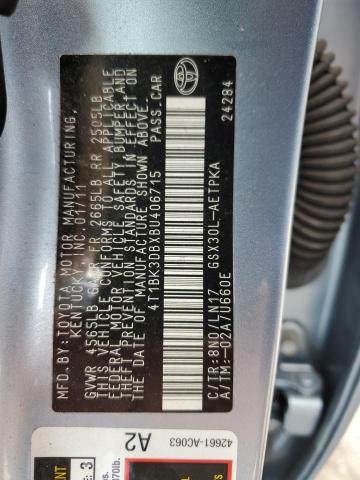 MFD. BY: TOYOTA MOTOR MANUFACTURING,
KENTUCKY, INC. 01/11
GVWR 4565LB GAWR FR 2665LB RR 2505LB
THIS VEHICLE CONFORMS TO ALL APPLICABLE
FEDERAL MOTOR VEHICLE SAFETY, BUMPER, AND
THEFT PREVENTION STANDARDS IN EFFECT ON
THE DATE OF MANUFACTURE SHOWN ABOVE.
4T1BK3DBXBU406715 PASS.CAR
C/TR:8N0/LN17 GSX30L-AETPKA
A/TM:-02A/U660E 24284
42661-AC063
A2
3